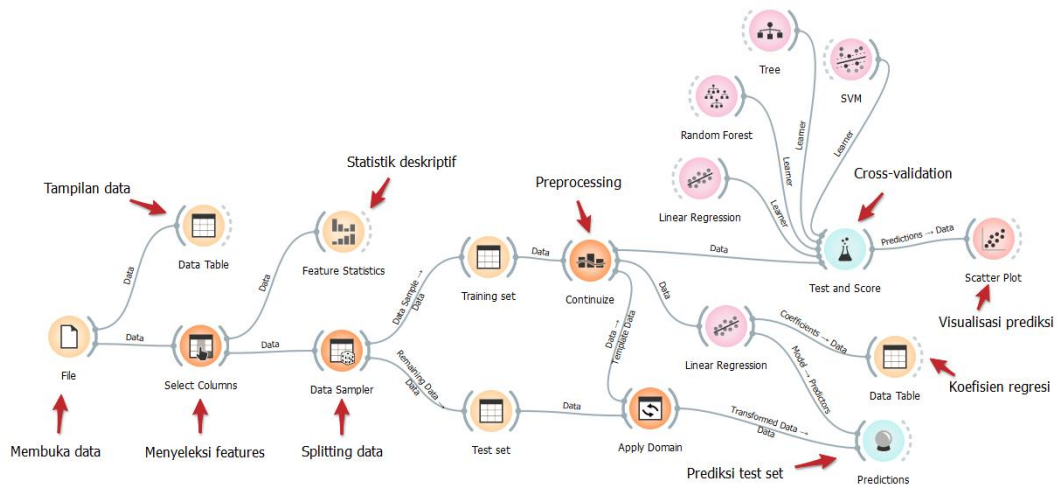 Tree
SVM
Random Forest
Learner
Learner
Learner
Learner
Statistik deskriptif
Preprocessing
Cross-validation
Tampilan data
Linear Regression
Data Table
Feature Statistics
Data
Data
Data Sample → Data
Training set
Data
Continuize
Data
Test and Score
Predictions → Data
Scatter Plot
Visualisasi prediksi
File
Data
Select Columns
Data
Data Sampler
Remaining Data → Data
Data → Template Data
Data
Linear Regression
Coefficients → Data
Data Table
Koefisien regresi
Model → Predictors
Membuka data
Menyeleksi features
Splitting data
Test set
Data
Apply Domain
Transformed Data → Data
Prediksi test set
Predictions